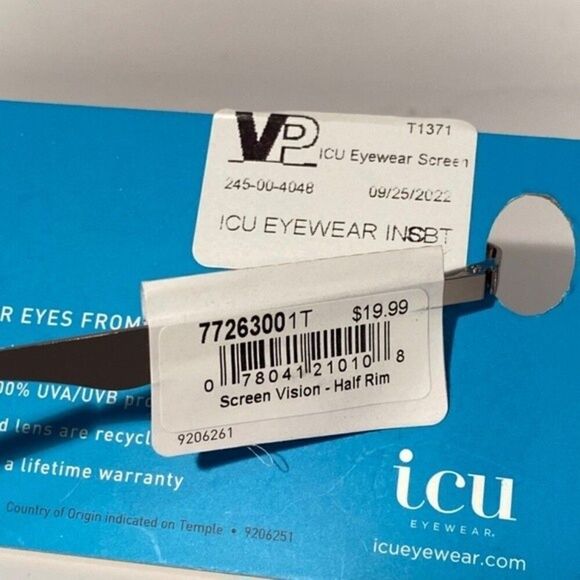 VP
T1371
ICU Eyewear Screen
245-00-4048
09/25/2022
ICU EYEWEAR
77263001T $19.99
0 78041 21010 8
Screen Vision - Half Rim
9206261
R EYES FROM
00% UVA/UVB pro
d lens are recycl
a lifetime warranty
Country of Origin indicated on Temple • 9206251
icu
EYEWEAR®
icueyewear.com